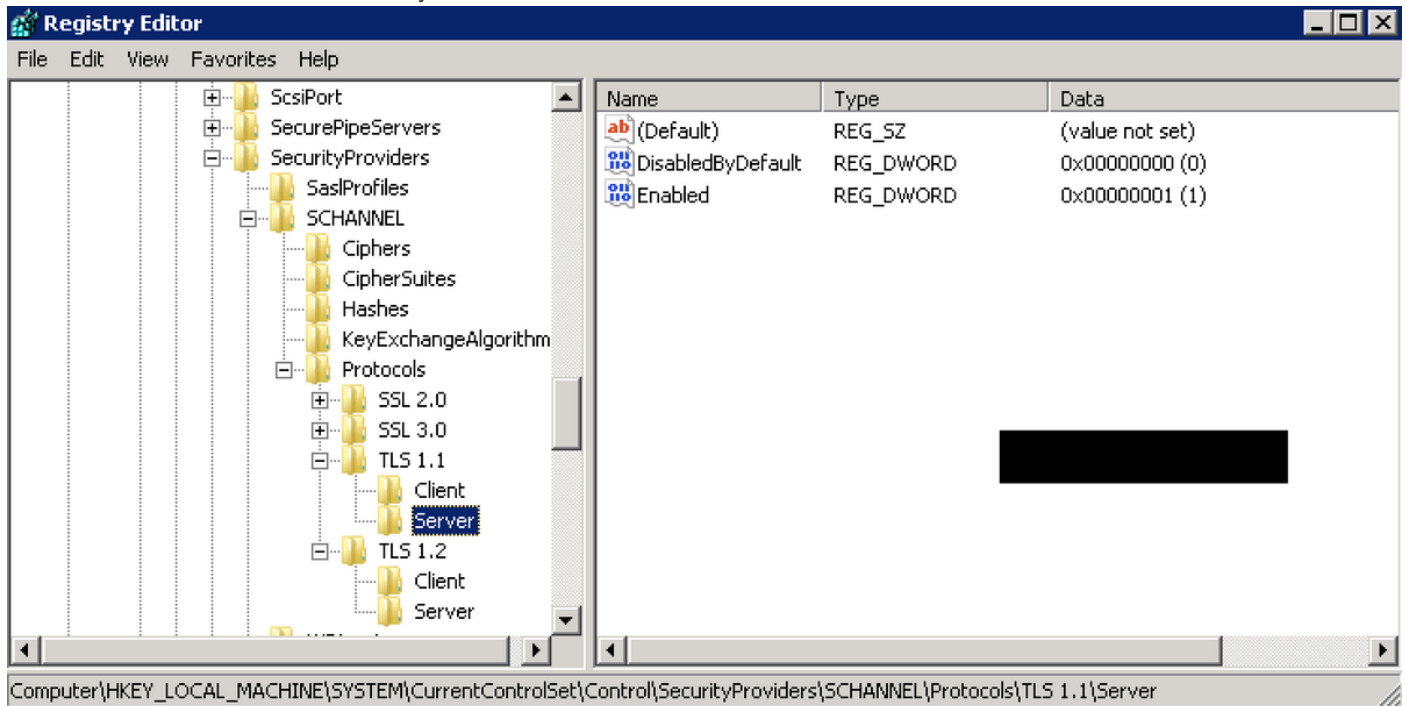 Registry Editor
File Edit View Favorites Help
ScsiPort
SecurePipeServers
SecurityProviders
SaslProfiles
SCHANNEL
Ciphers
CipherSuites
Hashes
KeyExchangeAlgorithm
Protocols
SSL 2.0
SSL 3.0
TLS 1.1
Client
Server
TLS 1.2
Client
Server
Name Type Data
ab (Default) REG_SZ (value not set)
DisabledByDefault REG_DWORD 0x00000000 (0)
Enabled REG_DWORD 0x00000001 (1)
Computer\HKEY_LOCAL_MACHINE\SYSTEM\CurrentControlSet\Control\SecurityProviders\SCHANNEL\Protocols\TLS 1.1\Server